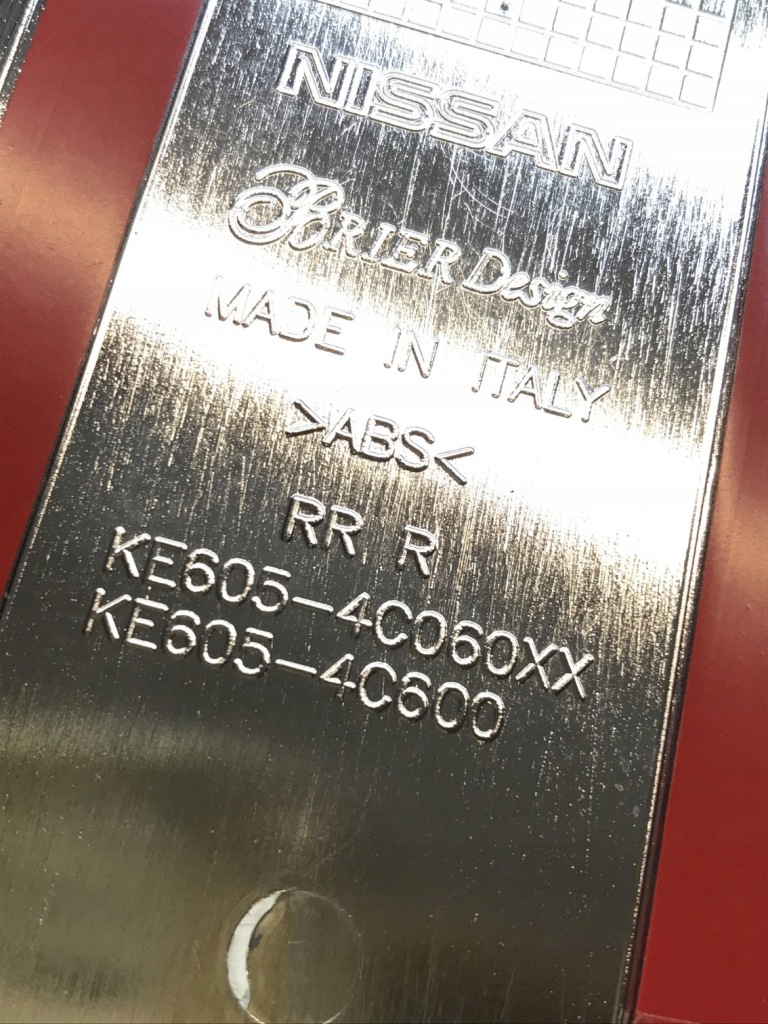 NISSAN
BRIER Design
MADE IN ITALY
>ABS<
RR R
KE605-4C060XX
KE605-4C600